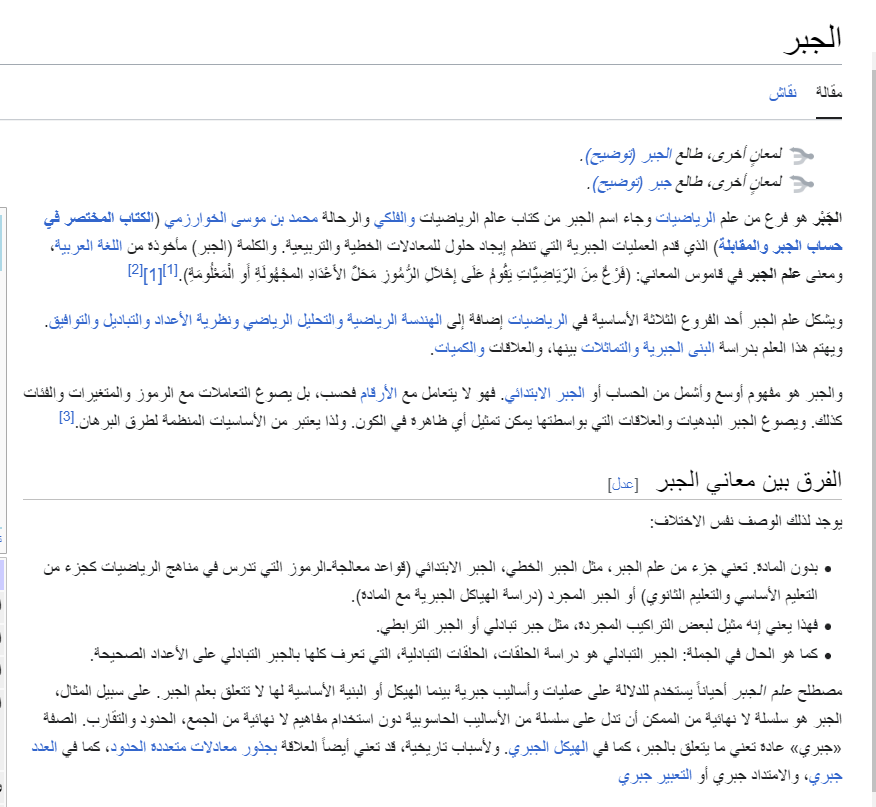 الجبر
مقالة نقاش
لمعانٍ أخرى، طالع الجبر (توضيح).
لمعانٍ أخرى، طالع جبر (توضيح).
الجَبْر هو فرع من علم الرياضيات وجاء اسم الجبر من كتاب عالم الرياضيات والفلكي والرحالة محمد بن موسى الخوارزمي (الكتاب المختصر في
حساب الجبر والمقابلة) الذي قدم العمليات الجبرية التي تنظم إيجاد حلول للمعادلات الخطية والتربيعية. والكلمة (الجبر) مأخوذة من اللغة العربية،
ومعنى علم الجبر في قاموس المعاني: (فَرْعٌ مِنَ الرِّيَاضِيَّاتِ يَقُومُ عَلَى إِحْلاَلِ الرُّمُوزِ مَحَلَّ الأَعْدَادِ المجْهُولَةِ أَو الْمَعْلُومَةِ).[1][1][2]
ويشكل علم الجبر أحد الفروع الثلاثة الأساسية في الرياضيات إضافة إلى الهندسة الرياضية والتحليل الرياضي ونظرية الأعداد والتباديل والتوافيق.
ويهتم هذا العلم بدراسة البنى الجبرية والتماثلات بينها، والعلاقات والكميات.
والجبر هو مفهوم أوسع وأشمل من الحساب أو الجبر الابتدائي. فهو لا يتعامل مع الأرقام فحسب، بل يصوغ التعاملات مع الرموز والمتغيرات والفئات
كذلك. ويصوغ الجبر البدهيات والعلاقات التي بواسطتها يمكن تمثيل أي ظاهرة في الكون. ولذا يعتبر من الأساسيات المنظمة لطرق البرهان.[3]
الفرق بين معاني الجبر [عدل]
يوجد لذلك الوصف نفس الاختلاف:
• بدون المادة. تعني جزء من علم الجبر، مثل الجبر الخطي، الجبر الابتدائي (قواعد معالجة-الرموز التي تدرس في مناهج الرياضيات كجزء من
التعليم الأساسي والتعليم الثانوي) أو الجبر المجرد (دراسة الهياكل الجبرية مع المادة).
• فهذا يعني إنه مثيل لبعض التراكيب المجردة، مثل جبر تبادلي أو الجبر الترابطي.
• كما هو الحال في الجملة: الجبر التبادلي هو دراسة الحلقات، الحلقات التبادلية، التي تعرف كلها بالجبر التبادلي على الأعداد الصحيحة.
مصطلح علم الجبر أحياناً يستخدم للدلالة على عمليات وأساليب جبرية بينما الهيكل أو البنية الأساسية لها لا تتعلق بعلم الجبر. على سبيل المثال،
الجبر هو سلسلة لا نهائية من الممكن أن تدل على سلسلة من الأساليب الحاسوبية دون استخدام مفاهيم لا نهائية من الجمع، الحدود والتقارب. الصفة
«جبري» عادة تعني ما يتعلق بالجبر، كما في الهيكل الجبري. ولأسباب تاريخية، قد تعني أيضاً العلاقة بجذور معادلات متعددة الحدود، كما في العدد
جبري، والامتداد جبري أو التعبير جبري